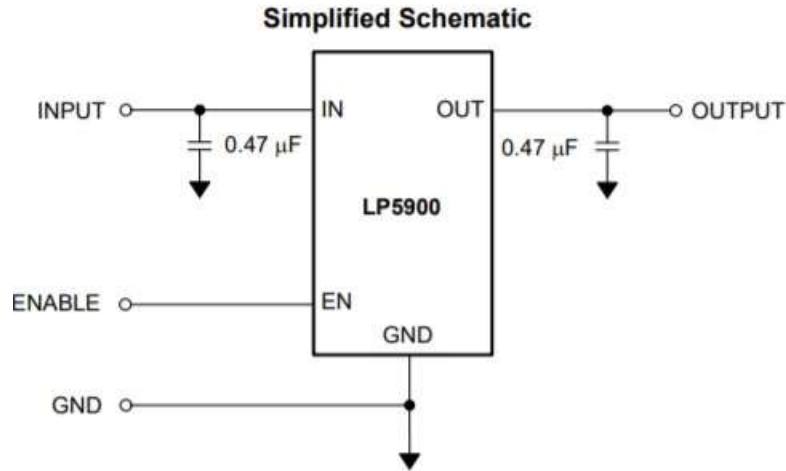 Simplified Schematic
INPUT
IN
OUT
OUTPUT
0.47 μF
0.47 μF
LP5900
ENABLE
EN
GND
GND